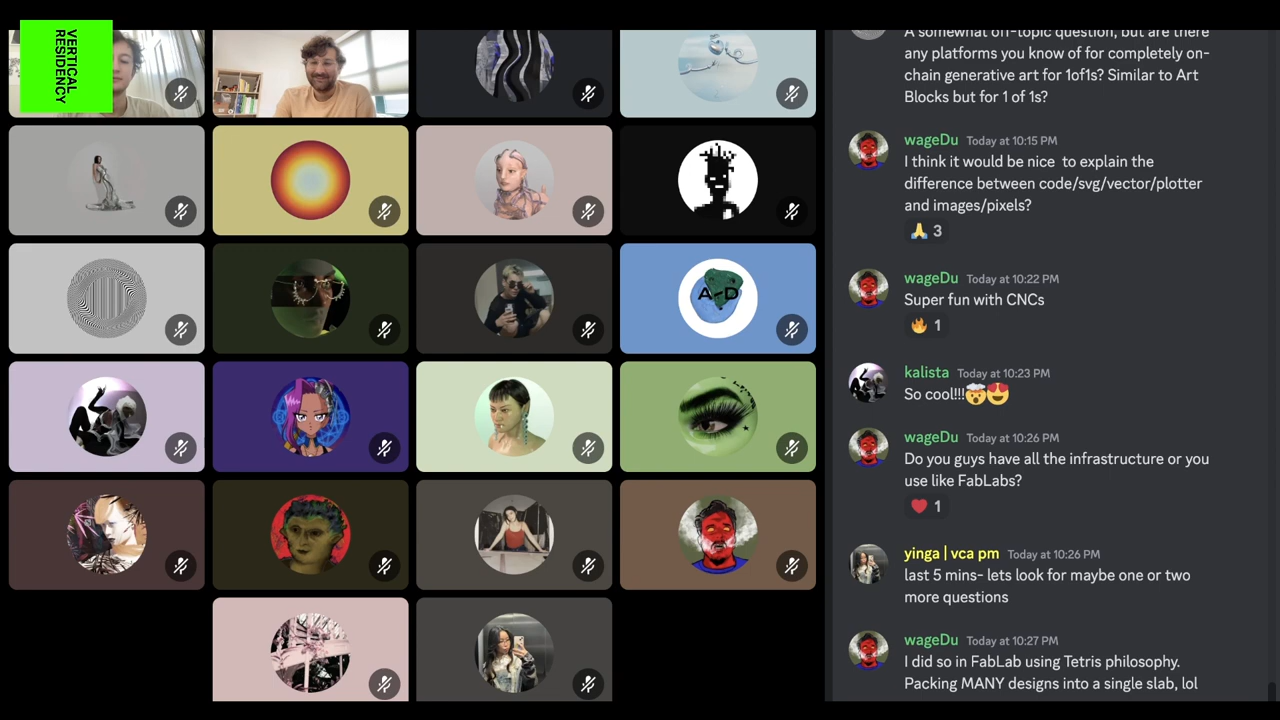 VERTICAL
RESIDENCY
A-D
A somewhat off-topic question, but are there
any platforms you know of for completely on-
chain generative art for 1of1s? Similar to Art
Blocks but for 1 of 1s?
wageDu Today at 10:15 PM
I think it would be nice to explain the
difference between code/svg/vector/plotter
and images/pixels?
🙏 3
wageDu Today at 10:22 PM
Super fun with CNCs
🔥 1
kalista Today at 10:23 PM
So cool!!!🤯😍
wageDu Today at 10:26 PM
Do you guys have all the infrastructure or you
use like FabLabs?
❤️ 1
yinga | vca pm Today at 10:26 PM
last 5 mins- lets look for maybe one or two
more questions
wageDu Today at 10:27 PM
I did so in FabLab using Tetris philosophy.
Packing MANY designs into a single slab, lol